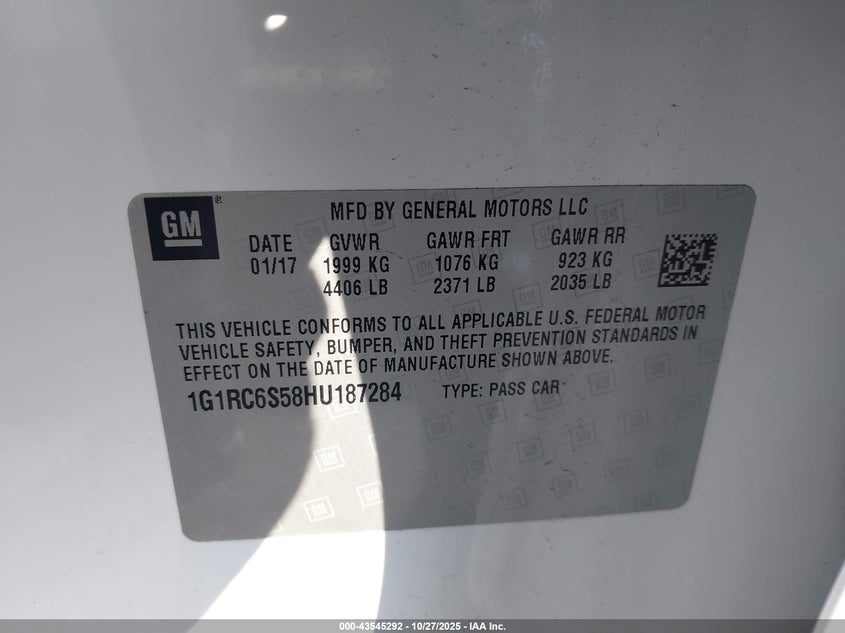 GM®
MFD BY GENERAL MOTORS LLC
DATE GVWR GAWR FRT GAWR RR
01/17 1999 KG 1076 KG 923 KG
4406 LB 2371 LB 2035 LB
THIS VEHICLE CONFORMS TO ALL APPLICABLE U.S. FEDERAL MOTOR
VEHICLE SAFETY, BUMPER, AND THEFT PREVENTION STANDARDS IN
EFFECT ON THE DATE OF MANUFACTURE SHOWN ABOVE.
1G1RC6S58HU187284 TYPE: PASS CAR
000-43545292 - 10/27/2025 - IAA Inc.